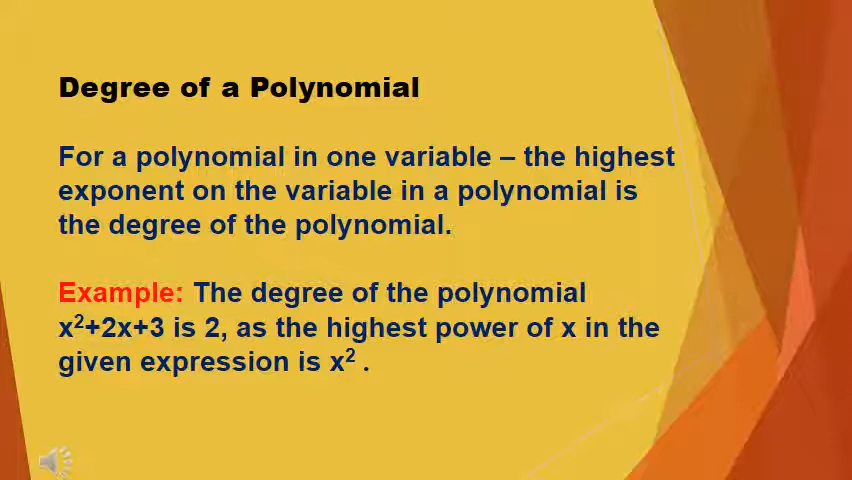 Degree of a Polynomial
For a polynomial in one variable – the highest
exponent on the variable in a polynomial is
the degree of the polynomial.
Example: The degree of the polynomial
x²+2x+3 is 2, as the highest power of x in the
given expression is x² .